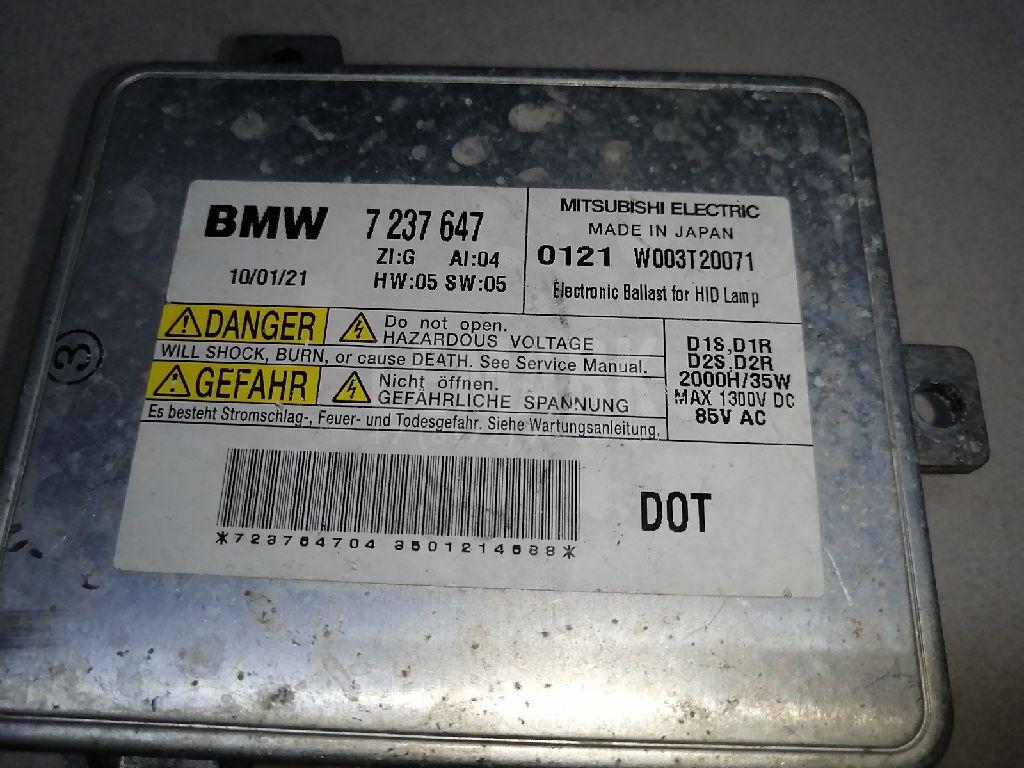 BMW 7 237 647
ZI:G AI:04
10/01/21 HW:05 SW:05
MITSUBISHI ELECTRIC
MADE IN JAPAN
0121 W003T20071
Electronic Ballast for HID Lamp
DANGER Do not open.
HAZARDOUS VOLTAGE
WILL SHOCK, BURN, or cause DEATH. See Service Manual.
GEFAHR Nicht öffnen.
GEFÄHRLICHE SPANNUNG
Es besteht Stromschlag-, Feuer- und Todesgefahr. Siehe Wartungsanleitung.
D1S,D1R
D2S,D2R
2000H/35W
MAX 1300V DC
85V AC
*723764704 3501214688*
DOT
3